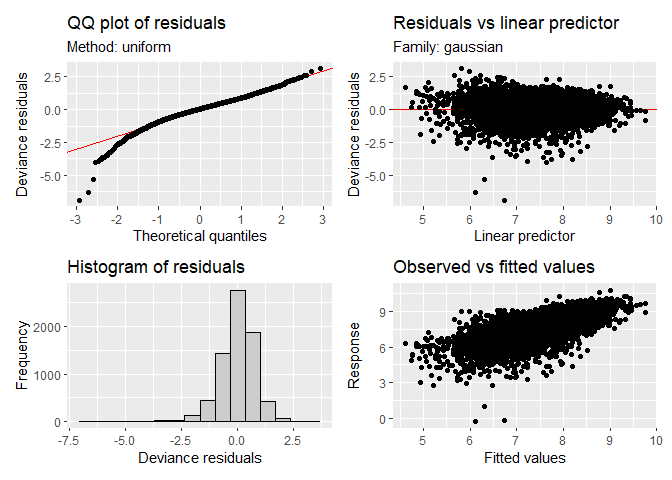 QQ plot of residuals
Method: uniform
Deviance residuals
2.5
0.0
-2.5
-5.0
-3 -2 -1 0 1 2 3
Theoretical quantiles
Residuals vs linear predictor
Family: gaussian
Deviance residuals
2.5
0.0
-2.5
-5.0
5 6 7 8 9 10
Linear predictor
Histogram of residuals
Frequency
2000
1000
0
-7.5 -5.0 -2.5 0.0 2.5
Deviance residuals
Observed vs fitted values
Response
9
6
3
0
5 6 7 8 9 10
Fitted values